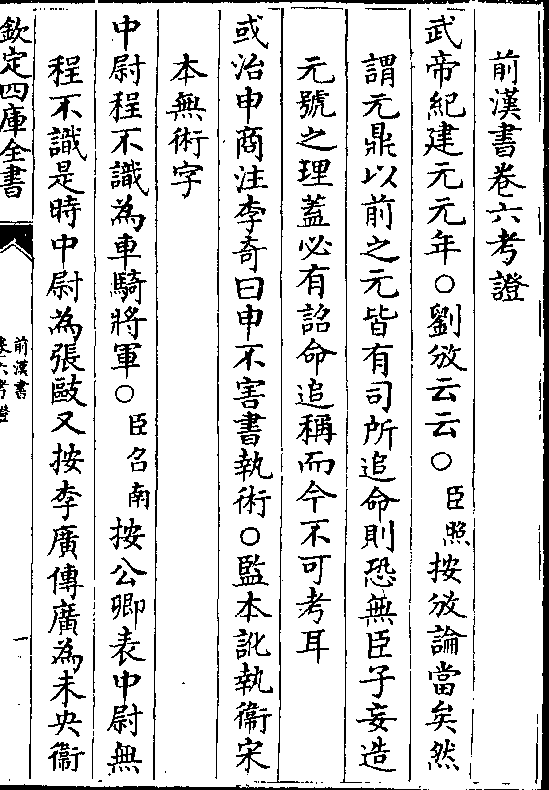 前漢書卷六考證
武帝紀建元元年○劉攽云云○臣照按攽論當矣然
謂元鼎以前之元皆有司所追命則恐無臣子妄造
元號之理蓋必有詔命追稱而今不可考耳
或治申商注李奇曰申不害書執術○監本訛執衞宋
本無術字
中尉程不識為車騎將軍○臣召南按公卿表中尉無
程不識是時中尉為張敺又按李廣傳廣為未央衞
欽定四庫全書
前漢書
卷六考證
一